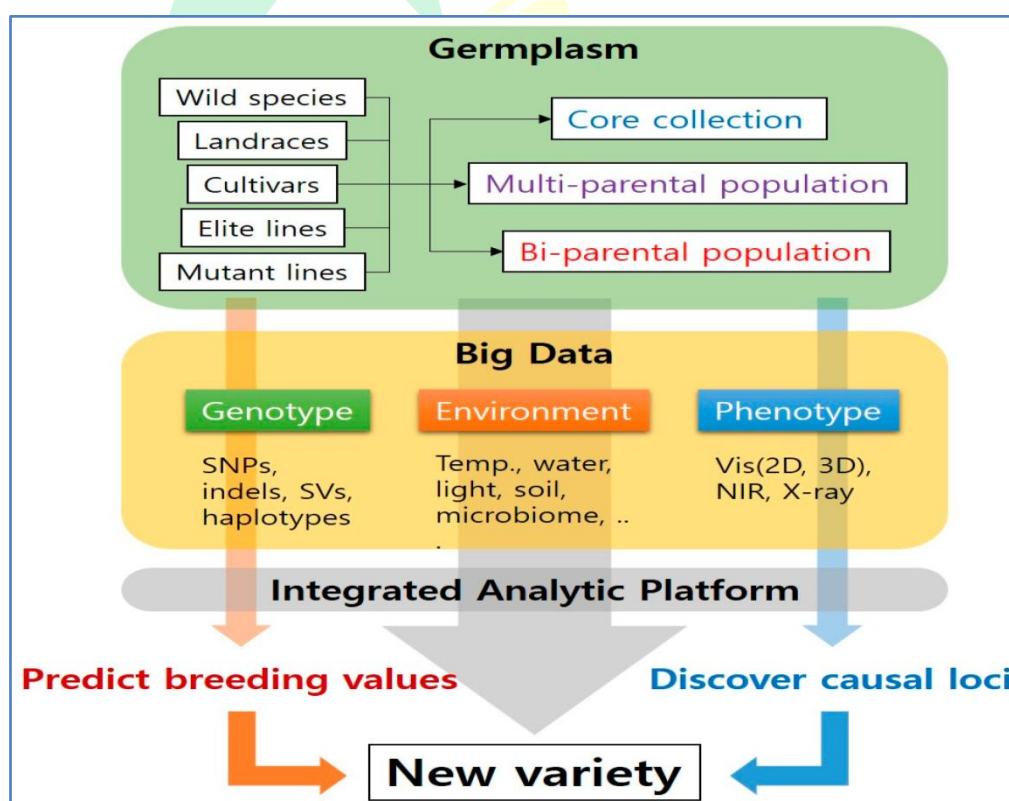 Germplasm
Wild species
Landraces
Cultivars
Elite lines
Mutant lines
Core collection
Multi-parental population
Bi-parental population
Big Data
Genotype
SNPs,
indels, SVs,
haplotypes
Environment
Temp., water,
light, soil,
microbiome, ..
.
Phenotype
Vis(2D, 3D),
NIR, X-ray
Integrated Analytic Platform
Predict breeding values
Discover causal loci
New variety